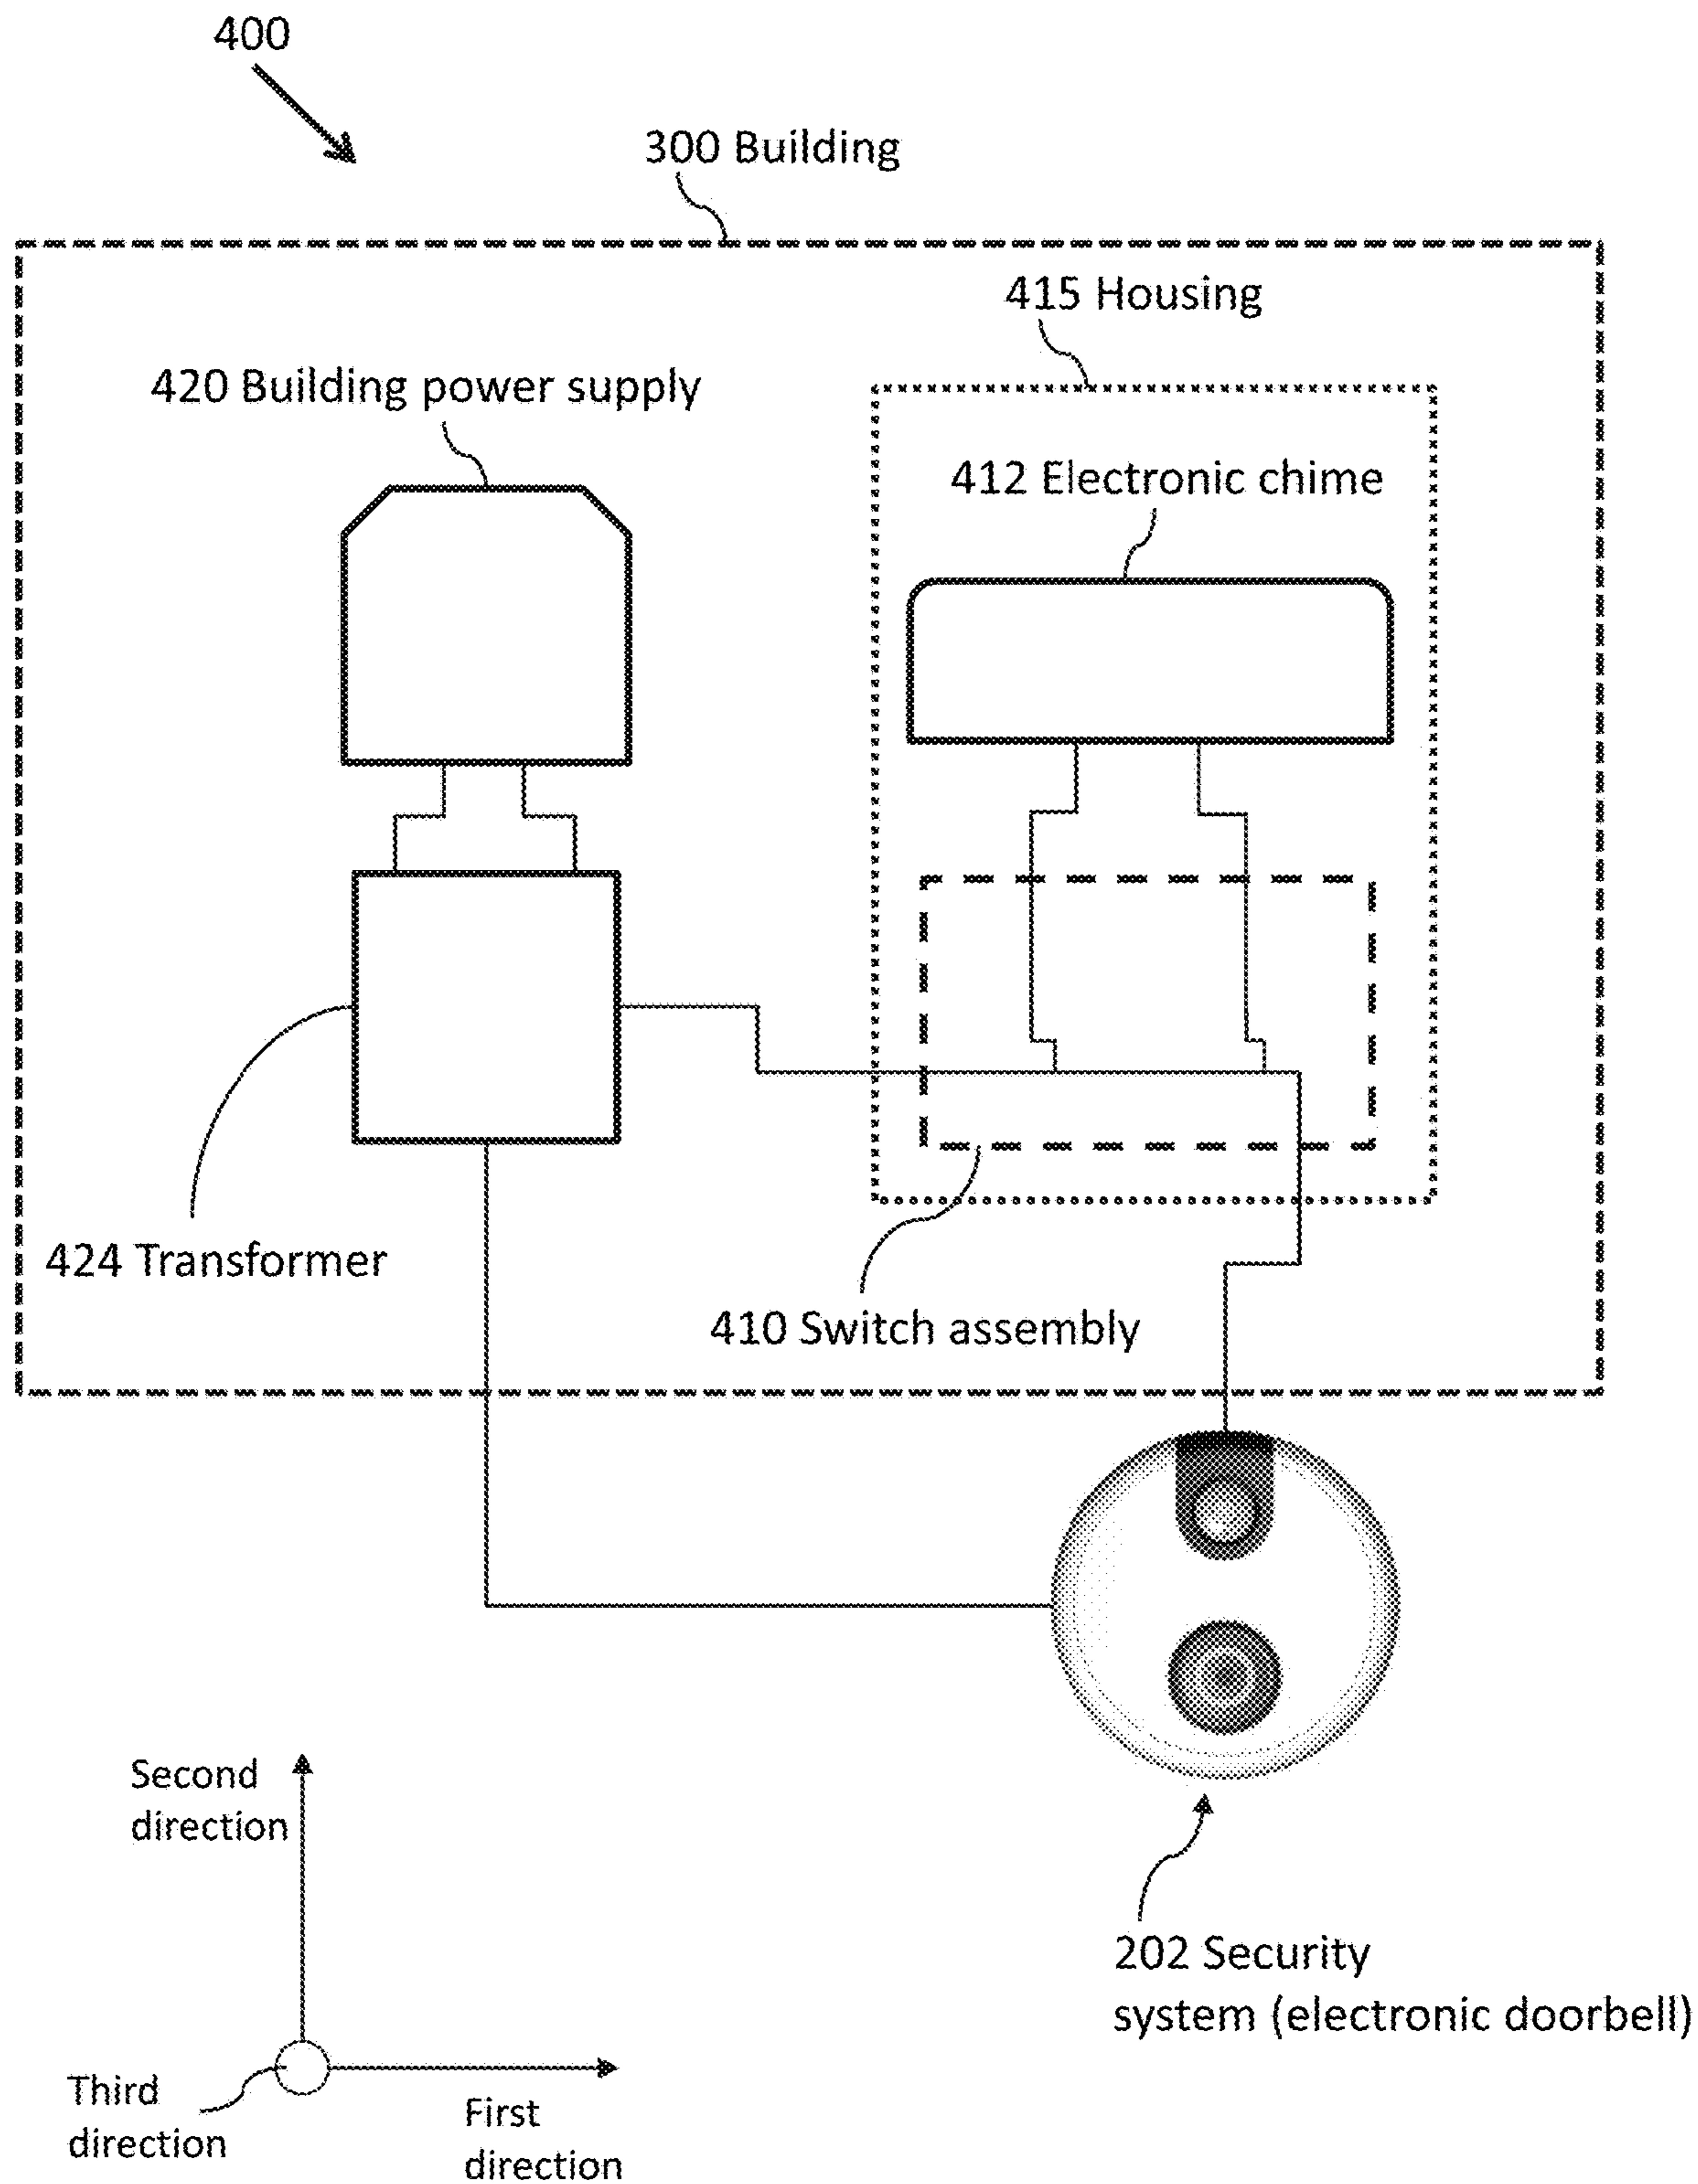 400
300 Building
415 Housing
420 Building power supply
412 Electronic chime
424 Transformer
410 Switch assembly
Second
direction
202 Security
system (electronic doorbell)
Third
direction
First
direction